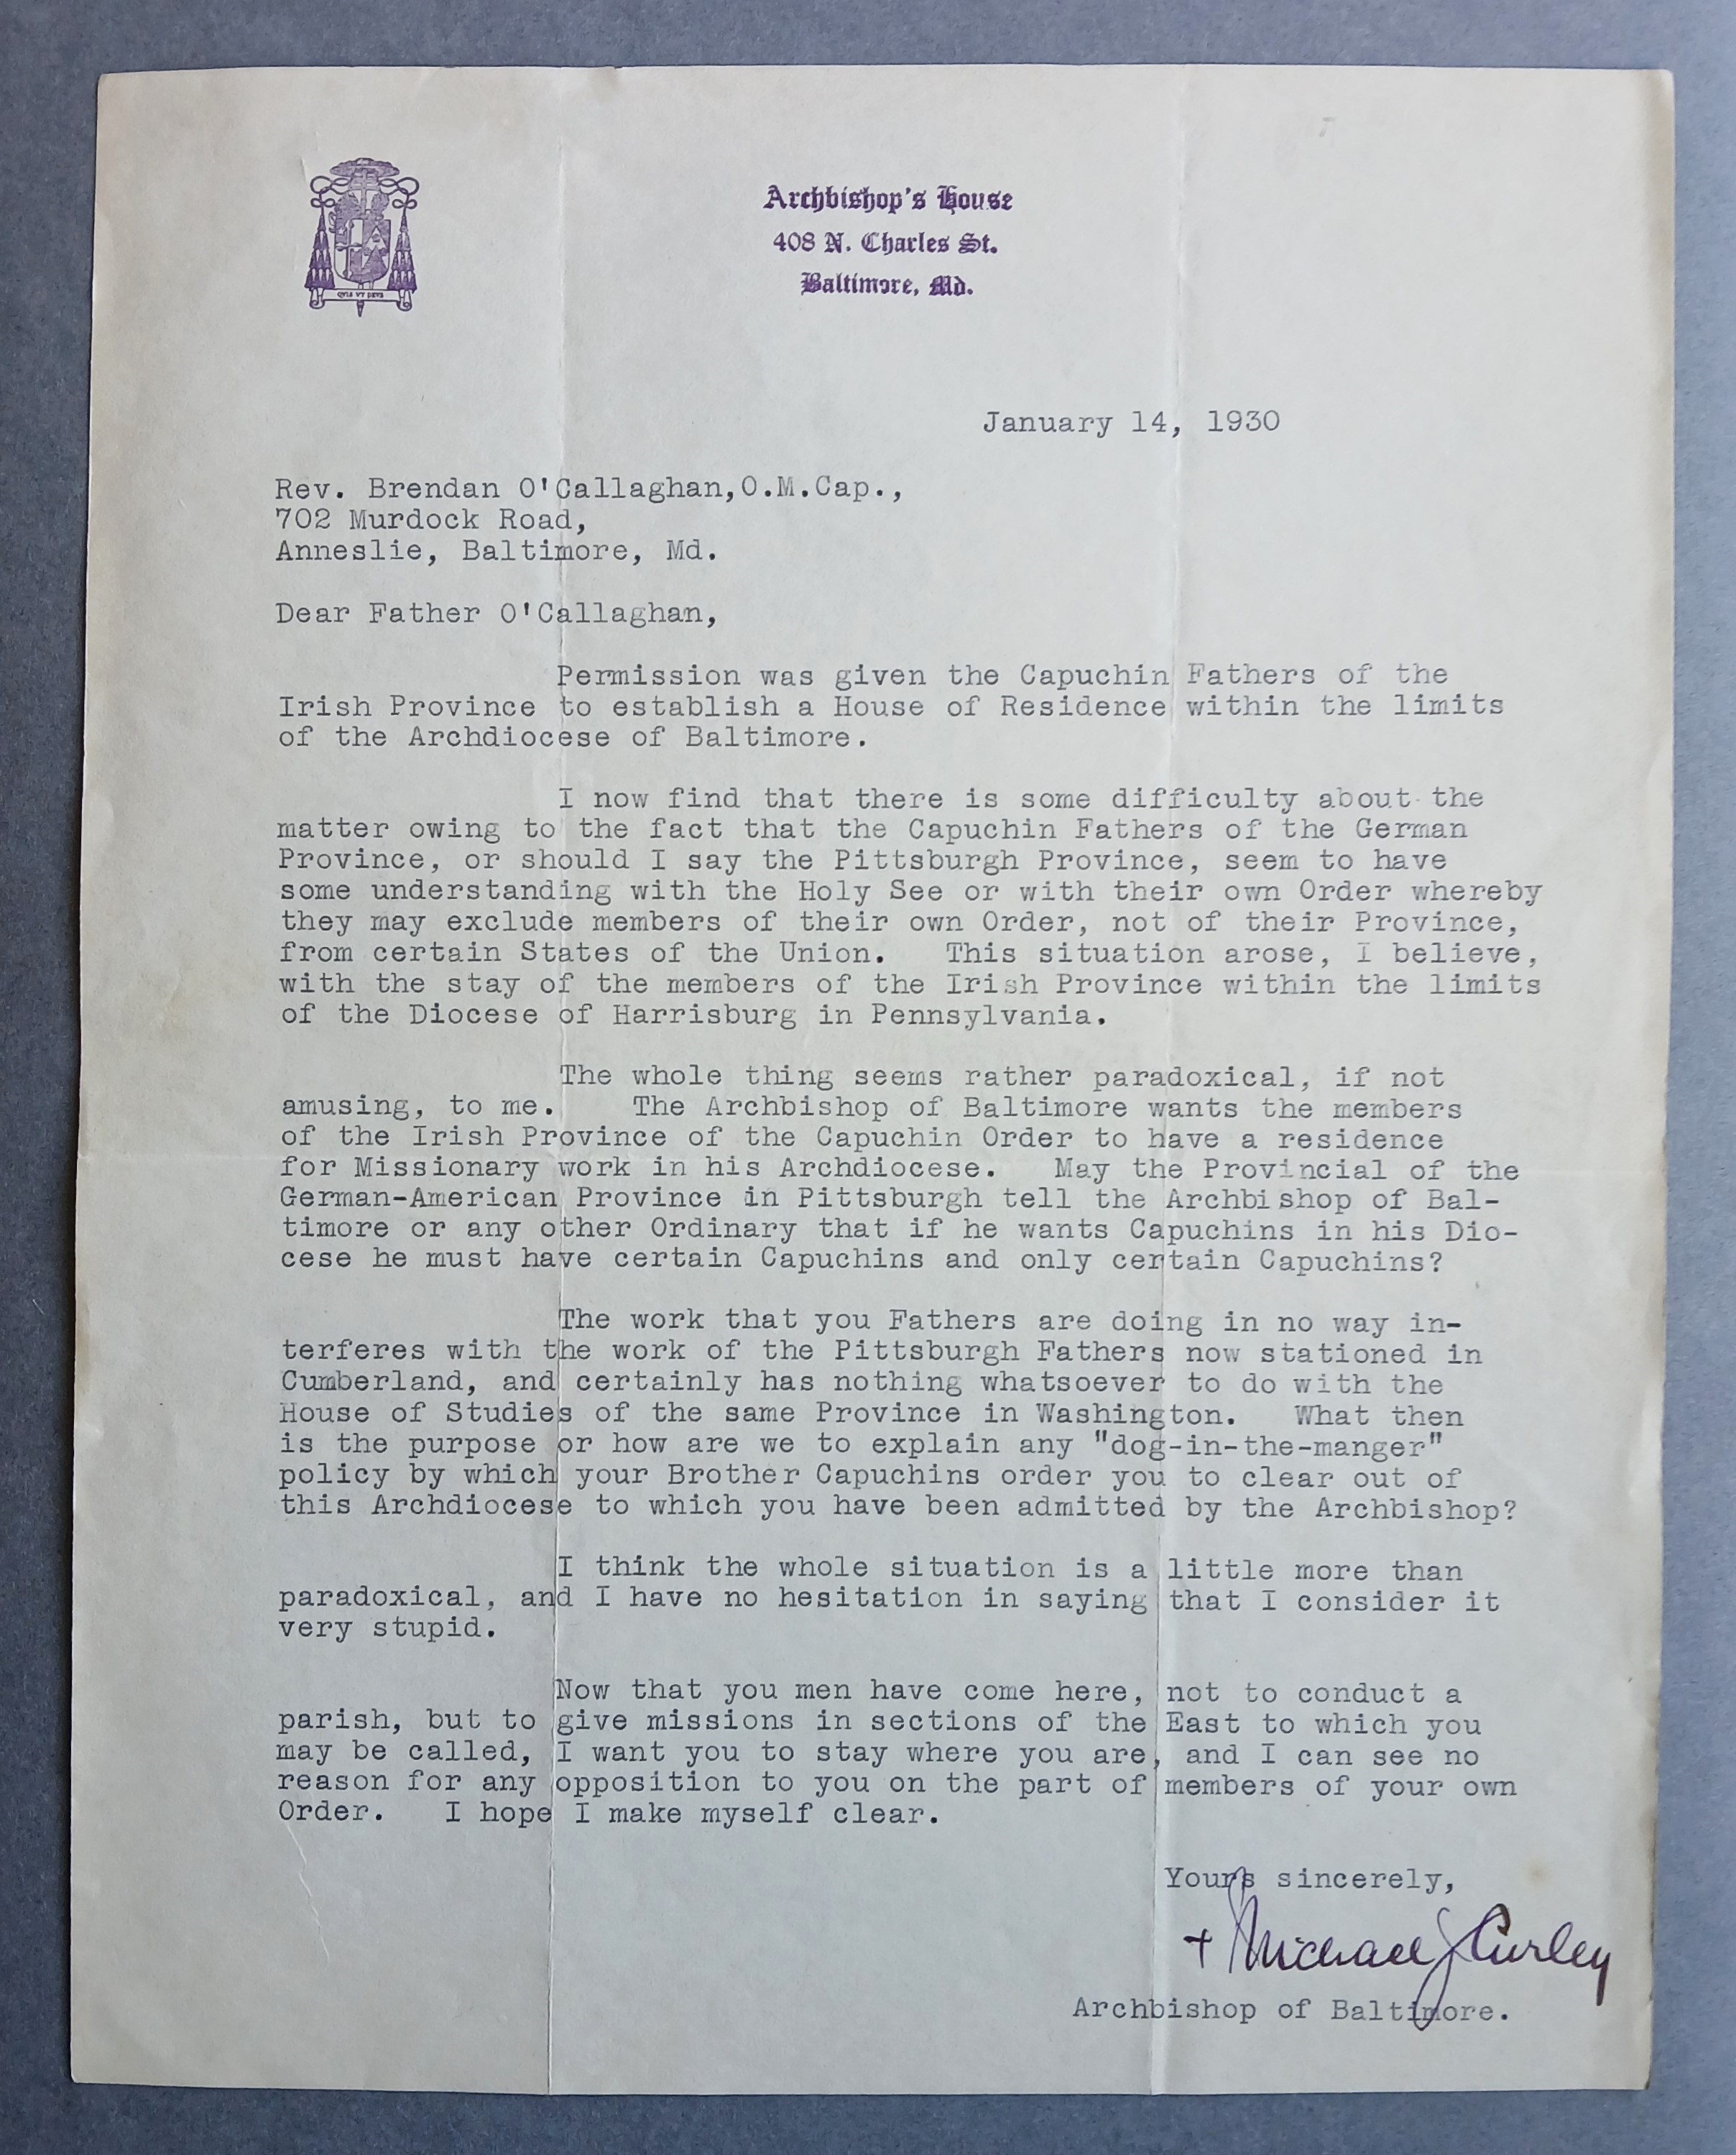 QVIS VT DEVS
Archbishop's House
408 N. Charles St.
Baltimore, Md.
January 14, 1930
Rev. Brendan O'Callaghan,O.M.Cap.,
702 Murdock Road,
Anneslie, Baltimore, Md.
Dear Father O'Callaghan,
Permission was given the Capuchin Fathers of the
Irish Province to establish a House of Residence within the limits
of the Archdiocese of Baltimore.
I now find that there is some difficulty about the
matter owing to the fact that the Capuchin Fathers of the German
Province, or should I say the Pittsburgh Province, seem to have
some understanding with the Holy See or with their own Order whereby
they may exclude members of their own Order, not of their Province,
from certain States of the Union. This situation arose, I believe,
with the stay of the members of the Irish Province within the limits
of the Diocese of Harrisburg in Pennsylvania.
The whole thing seems rather paradoxical, if not
amusing, to me. The Archbishop of Baltimore wants the members
of the Irish Province of the Capuchin Order to have a residence
for Missionary work in his Archdiocese. May the Provincial of the
German-American Province in Pittsburgh tell the Archbishop of Bal-
timore or any other Ordinary that if he wants Capuchins in his Dio-
cese he must have certain Capuchins and only certain Capuchins?
The work that you Fathers are doing in no way in-
terferes with the work of the Pittsburgh Fathers now stationed in
Cumberland, and certainly has nothing whatsoever to do with the
House of Studies of the same Province in Washington. What then
is the purpose or how are we to explain any "dog-in-the-manger"
policy by which your Brother Capuchins order you to clear out of
this Archdiocese to which you have been admitted by the Archbishop?
I think the whole situation is a little more than
paradoxical, and I have no hesitation in saying that I consider it
very stupid.
Now that you men have come here, not to conduct a
parish, but to give missions in sections of the East to which you
may be called, I want you to stay where you are, and I can see no
reason for any opposition to you on the part of members of your own
Order. I hope I make myself clear.
Yours sincerely,
+ Michael J Curley
Archbishop of Baltimore.